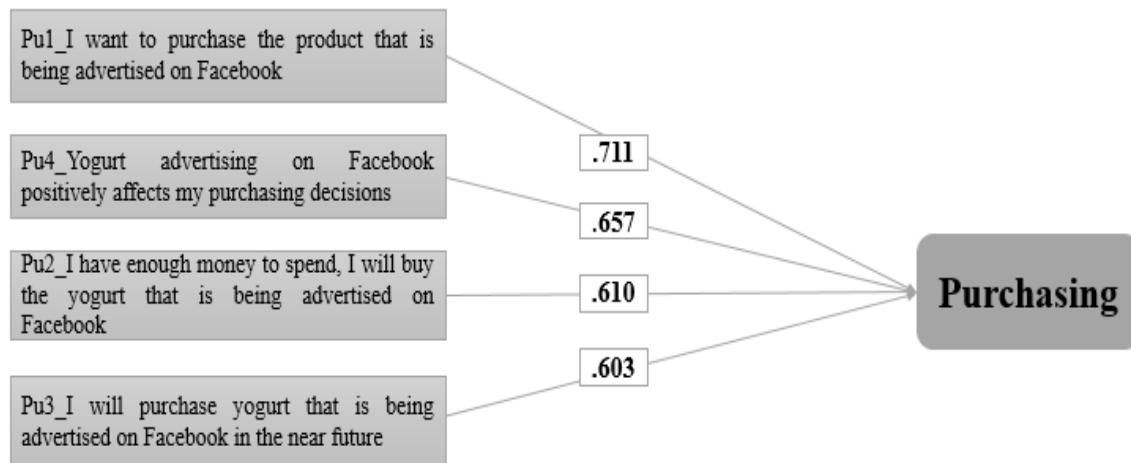 Pu1_I want to purchase the product that is
being advertised on Facebook
.711
Pu4_Yogurt advertising on Facebook
positively affects my purchasing decisions
.657
Pu2_I have enough money to spend, I will buy
the yogurt that is being advertised on
Facebook
.610
Pu3_I will purchase yogurt that is being
advertised on Facebook in the near future
.603
Purchasing